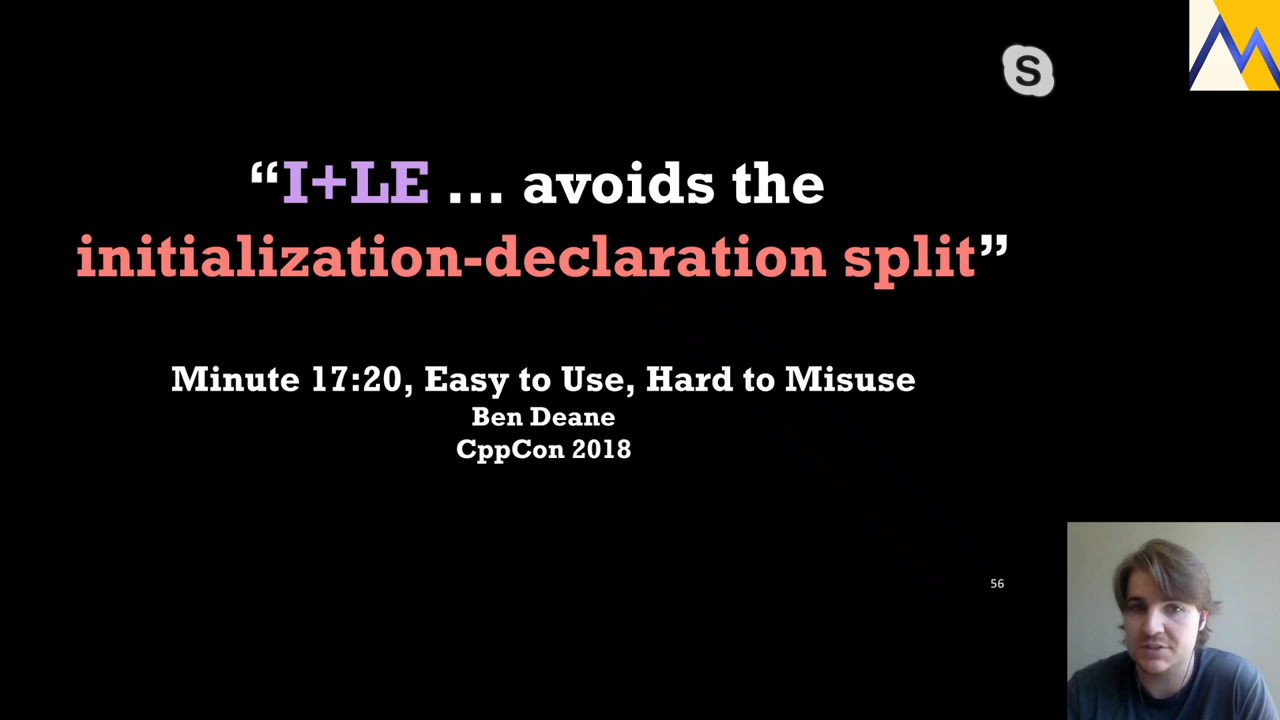 S
“I+LE ... avoids the
initialization-declaration split”
Minute 17:20, Easy to Use, Hard to Misuse
Ben Deane
CppCon 2018
56